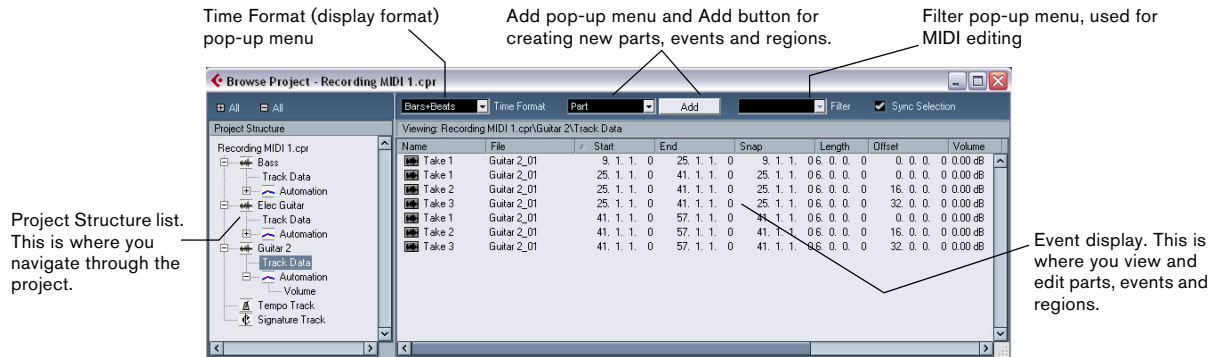 Time Format (display format)
pop-up menu
Add pop-up menu and Add button for
creating new parts, events and regions.
Filter pop-up menu, used for
MIDI editing
Browse Project - Recording MIDI 1.cpr
All All
Bars+Beats Time Format Part Add Filter Sync Selection
Project Structure
Viewing: Recording MIDI 1.cpr\Guitar 2\Track Data
Name File / Start End Snap Length Offset Volume
Take 1 Guitar 2_01 9. 1. 1. 0 25. 1. 1. 0 9. 1. 1. 0 6. 0. 0. 0 0. 0. 0. 0 0.00 dB
Take 1 Guitar 2_01 25. 1. 1. 0 41. 1. 1. 0 25. 1. 1. 0 6. 0. 0. 0 0. 0. 0. 0 0.00 dB
Take 2 Guitar 2_01 25. 1. 1. 0 41. 1. 1. 0 25. 1. 1. 0 6. 0. 0. 0 16. 0. 0. 0 0.00 dB
Take 3 Guitar 2_01 25. 1. 1. 0 41. 1. 1. 0 25. 1. 1. 0 6. 0. 0. 0 32. 0. 0. 0 0.00 dB
Take 1 Guitar 2_01 41. 1. 1. 0 57. 1. 1. 0 41. 1. 1. 0 6. 0. 0. 0 0. 0. 0. 0 0.00 dB
Take 2 Guitar 2_01 41. 1. 1. 0 57. 1. 1. 0 41. 1. 1. 0 6. 0. 0. 0 16. 0. 0. 0 0.00 dB
Take 3 Guitar 2_01 41. 1. 1. 0 57. 1. 1. 0 41. 1. 1. 0 6. 0. 0. 0 32. 0. 0. 0 0.00 dB
Recording MIDI 1.cpr
Bass
Track Data
Automation
Elec Guitar
Track Data
Automation
Guitar 2
Track Data
Automation
Volume
Tempo Track
Signature Track
Project Structure list.
This is where you
navigate through the
project.
Event display. This is
where you view and
edit parts, events and
regions.